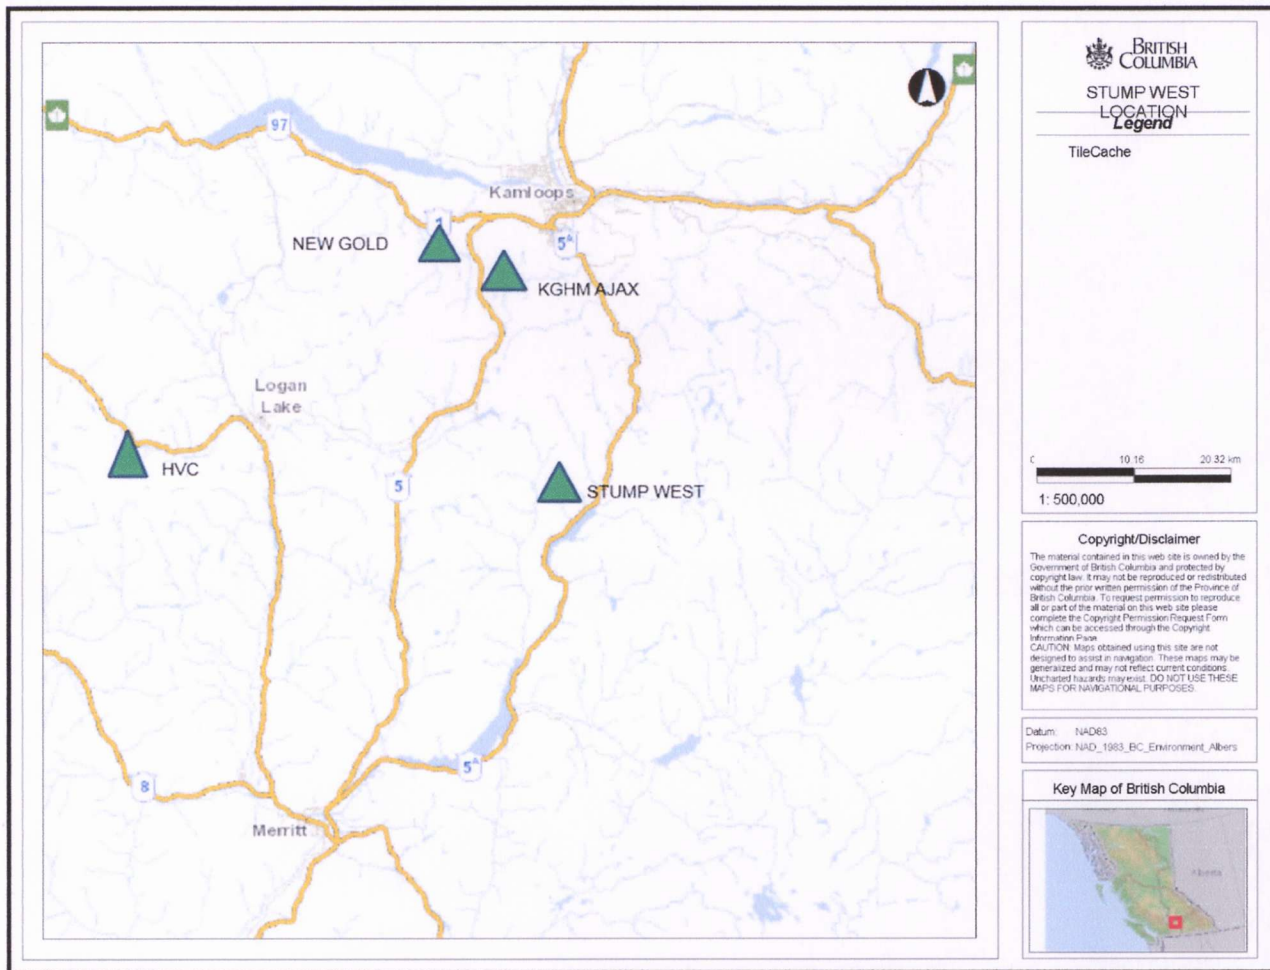 97
Kamloops
1
NEW GOLD
5A
KGHM AJAX
Logan
Lake
HVC
5
STUMP WEST
8
5A
Merritt
BRITISH
COLUMBIA
STUMP WEST
LOCATION
Legend
TileCache
10.16 20.32 km
1: 500,000
Copyright/Disclaimer
The material contained in this web site is owned by the
Government of British Columbia and protected by
copyright law. It may not be reproduced or redistributed
without the prior written permission of the Province of
British Columbia. To request permission to reproduce
all or part of the material on this web site please
complete the Copyright Permission Request Form
which can be accessed through the Copyright
Information Page
CAUTION: Maps obtained using this site are not
designed to assist in navigation. These maps may be
generalized and may not reflect current conditions.
Uncharted hazards may exist. DO NOT USE THESE
MAPS FOR NAVIGATIONAL PURPOSES.
Datum: NAD83
Projection: NAD_1983_BC_Environment_Albers
Key Map of British Columbia
Alberta